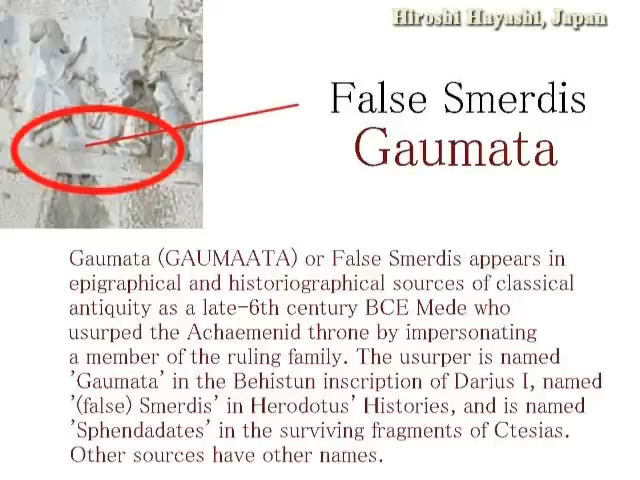 Hiroshi Hayashi, Japan
False Smerdis
Gaumata
Gaumata (GAUMAATA) or False Smerdis appears in
epigraphical and historiographical sources of classical
antiquity as a late-6th century BCE Mede who
usurped the Achaemenid throne by impersonating
a member of the ruling family. The usurper is named
'Gaumata' in the Behistun inscription of Darius I, named
'(false) Smerdis' in Herodotus' Histories, and is named
'Sphendadates' in the surviving fragments of Ctesias.
Other sources have other names.